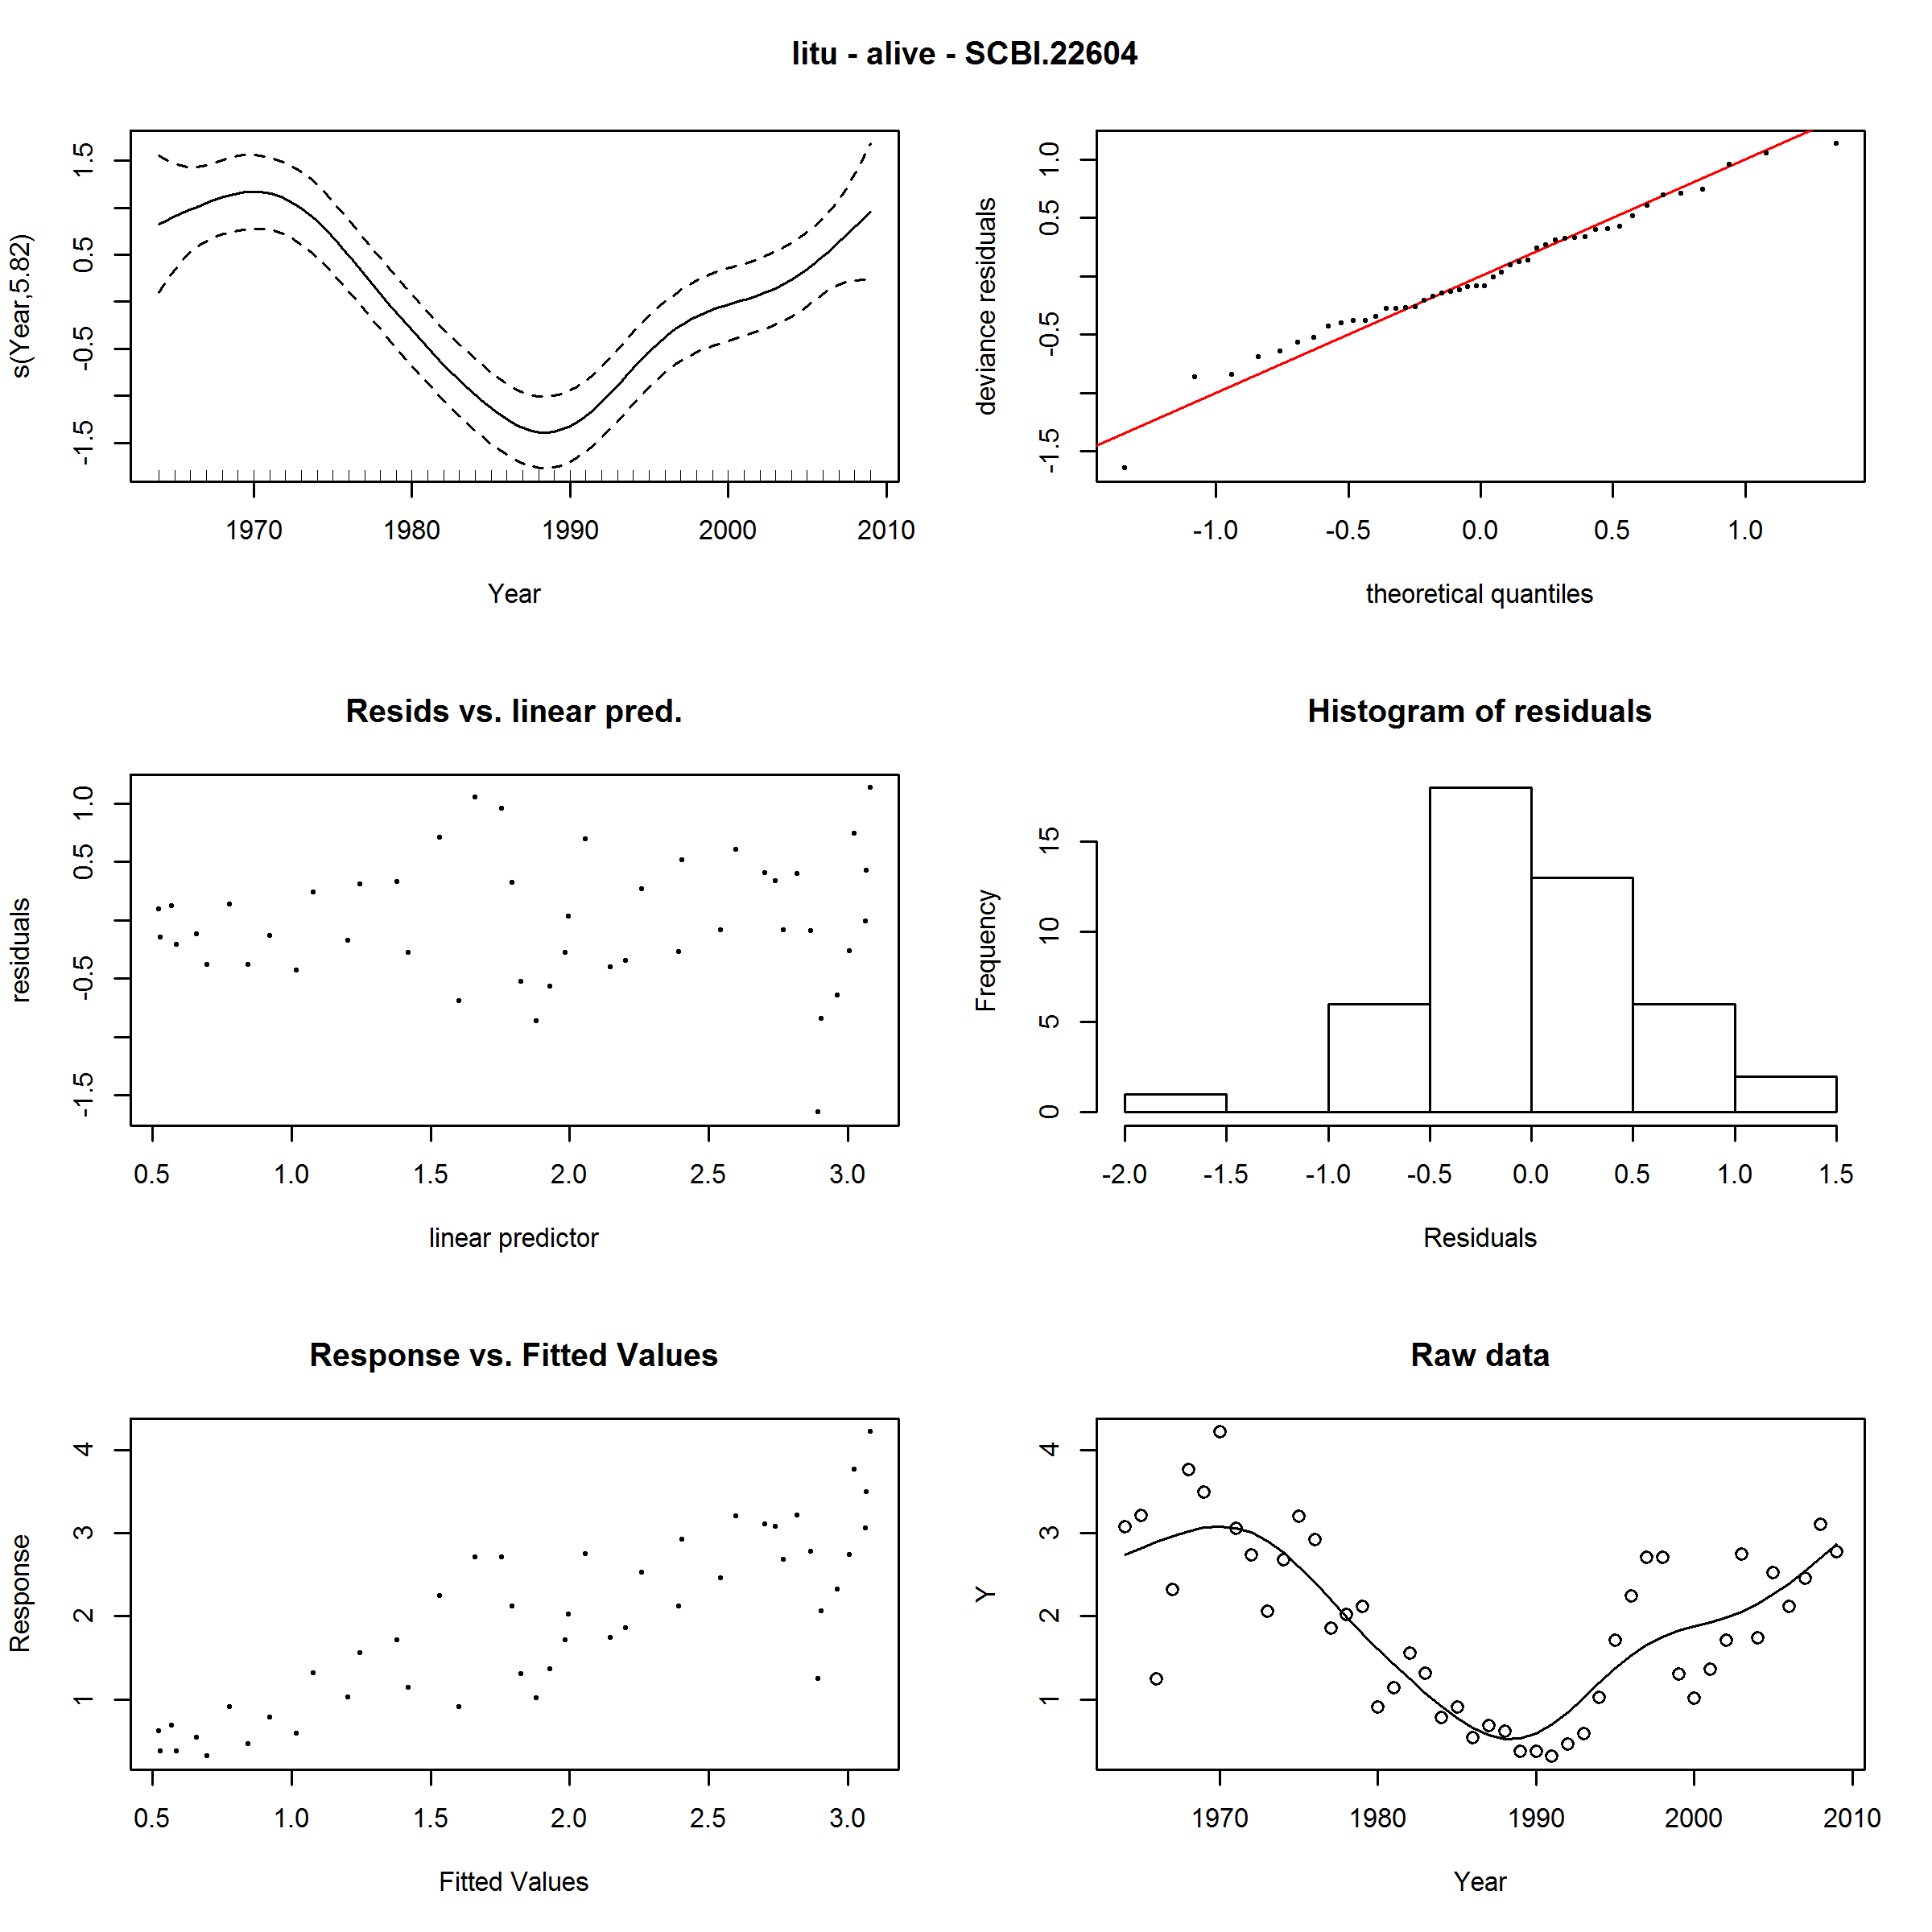 litu - alive - SCBI.22604
s(Year,5.82)
-1.5 -0.5 0.5 1.5
1970 1980 1990 2000 2010
Year
deviance residuals
-1.5 -0.5 0.5 1.0
-1.0 -0.5 0.0 0.5 1.0
theoretical quantiles
Resids vs. linear pred.
residuals
-1.5 -0.5 0.5 1.0
0.5 1.0 1.5 2.0 2.5 3.0
linear predictor
Histogram of residuals
Frequency
0 5 10 15
-2.0 -1.5 -1.0 -0.5 0.0 0.5 1.0 1.5
Residuals
Response vs. Fitted Values
Response
1 2 3 4
0.5 1.0 1.5 2.0 2.5 3.0
Fitted Values
Raw data
Y
1 2 3 4
1970 1980 1990 2000 2010
Year